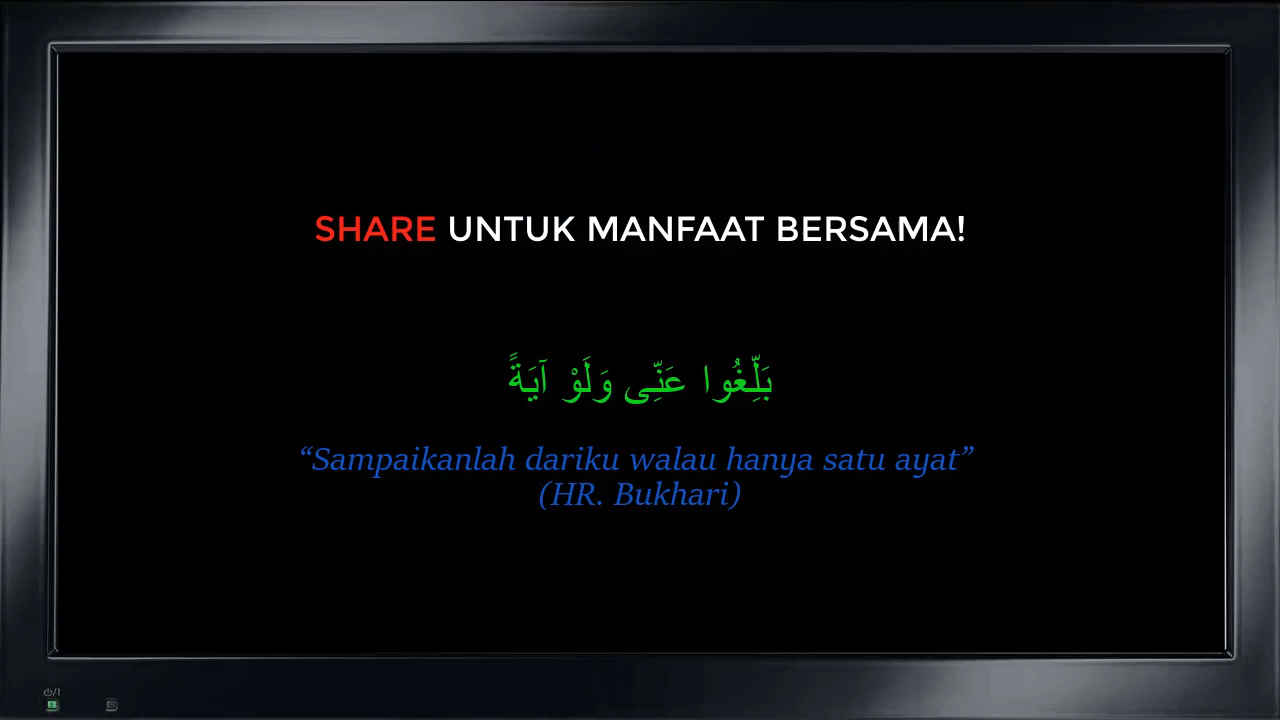 SHARE UNTUK MANFAAT BERSAMA!
بَلِّغُوا عَنِّى وَلَوْ آيَةً
“Sampaikanlah dariku walau hanya satu ayat”
(HR. Bukhari)